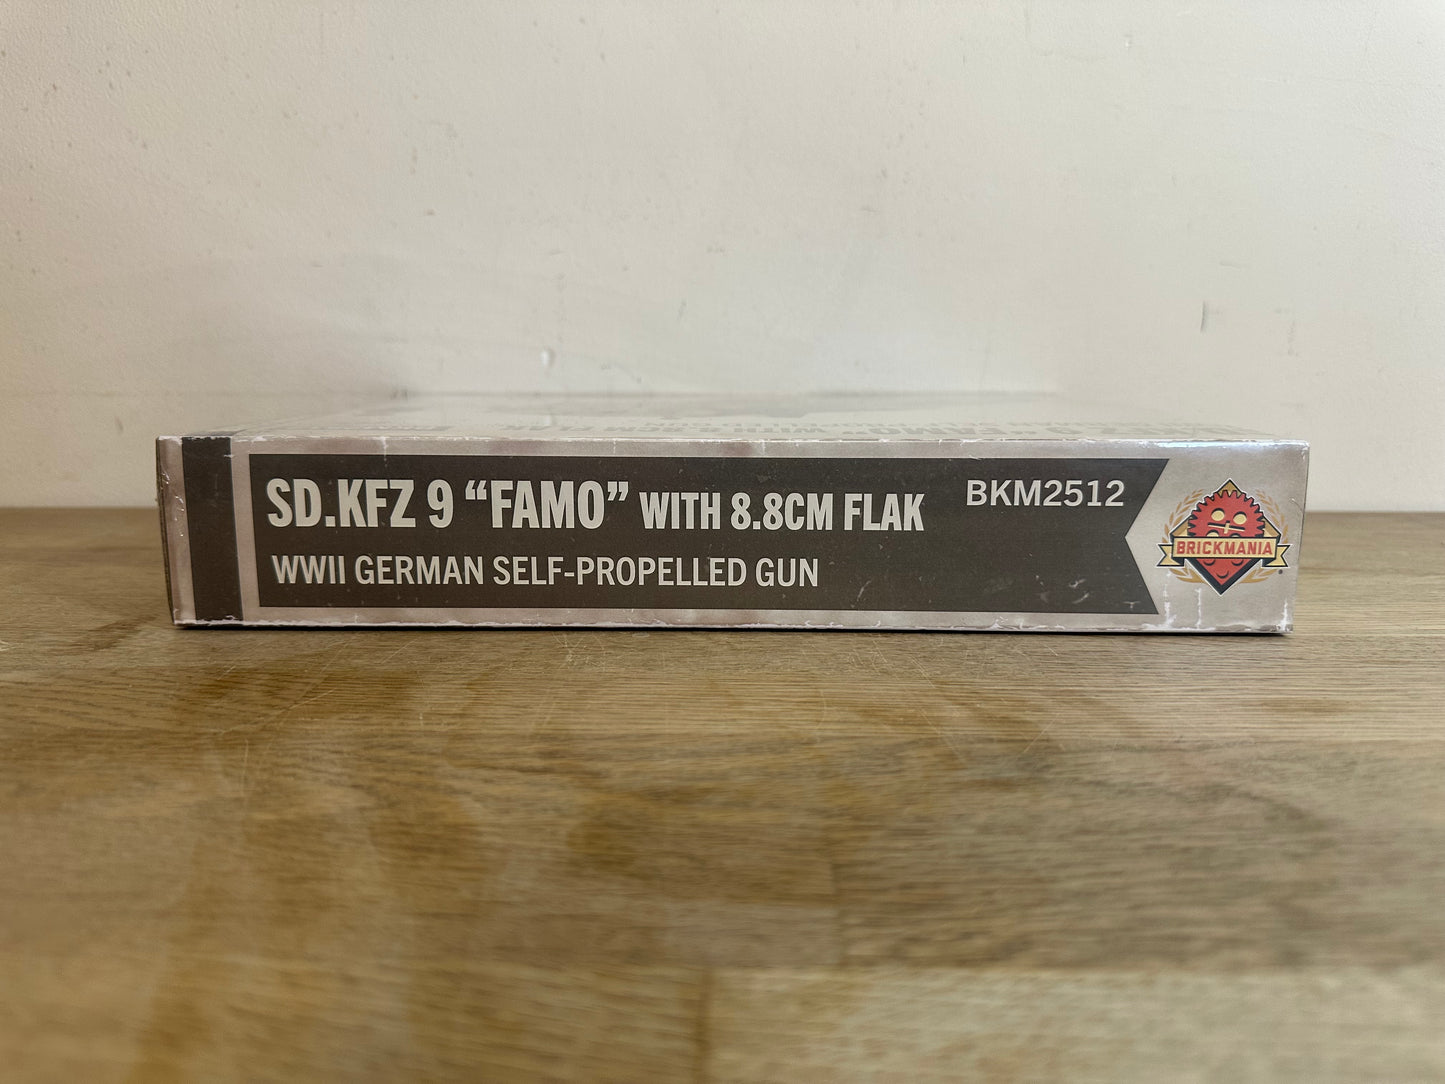 SD.KFZ 9 “FAMO” WITH 8.8CM FLAK
BKM2512
WWII GERMAN SELF-PROPELLED GUN
BRICKMANIA